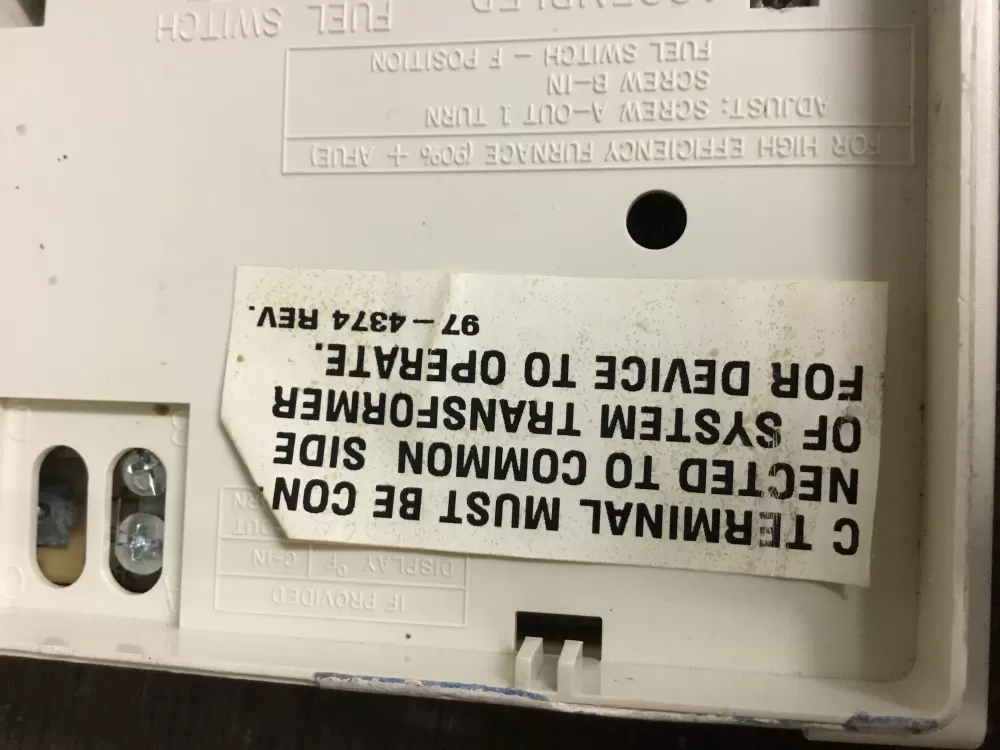 IF PROVIDED
DISPLAY °F C-IN
OUT
C TERMINAL MUST BE CON.
NECTED TO COMMON SIDE
OF SYSTEM TRANSFORMER
FOR DEVICE TO OPERATE.
97-4374 REV.
A
B
FOR HIGH EFFICIENCY FURNACE (90% + AFUE)
ADJUST: SCREW A-OUT 1 TURN
SCREW B-IN
FUEL SWITCH - F POSITION
FUEL SWITCH